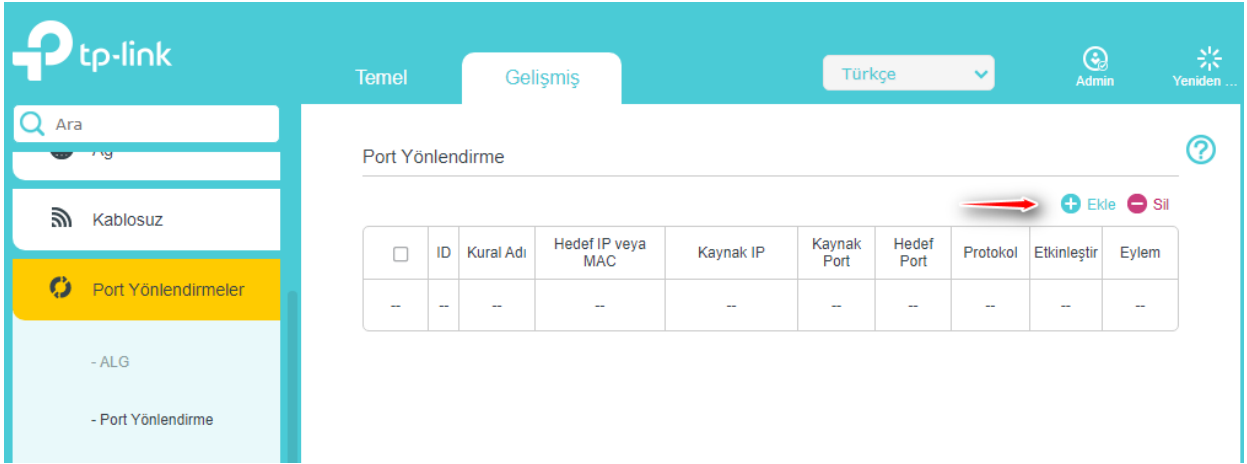 tp-link
Temel
Gelişmiş
Türkçe
Admin
Yeniden ...
Ara
Ağ
Kablosuz
Port Yönlendirmeler
- ALG
- Port Yönlendirme
Port Yönlendirme
?
Ekle
Sil
ID
Kural Adı
Hedef IP veya
MAC
Kaynak IP
Kaynak
Port
Hedef
Port
Protokol
Etkinleştir
Eylem
-- -- -- -- -- -- -- -- -- --